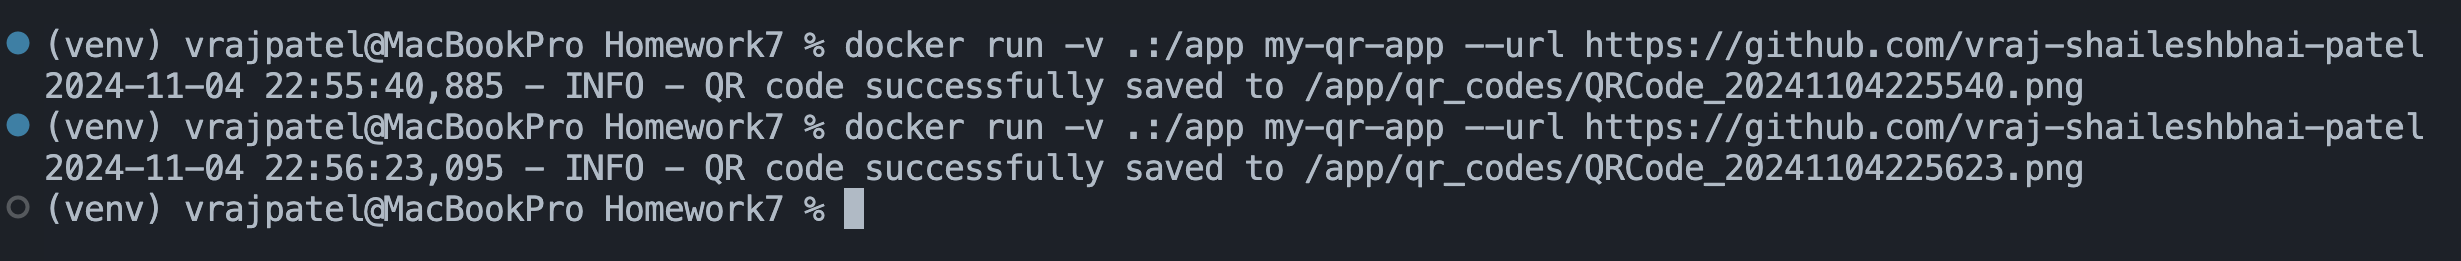 (venv) vrajpatel@MacBookPro Homework7 % docker run -v .:/app my-qr-app --url https://github.com/vraj-shaileshbhai-patel
2024-11-04 22:55:40,885 - INFO - QR code successfully saved to /app/qr_codes/QRCode_20241104225540.png
(venv) vrajpatel@MacBookPro Homework7 % docker run -v .:/app my-qr-app --url https://github.com/vraj-shaileshbhai-patel
2024-11-04 22:56:23,095 - INFO - QR code successfully saved to /app/qr_codes/QRCode_20241104225623.png
(venv) vrajpatel@MacBookPro Homework7 %